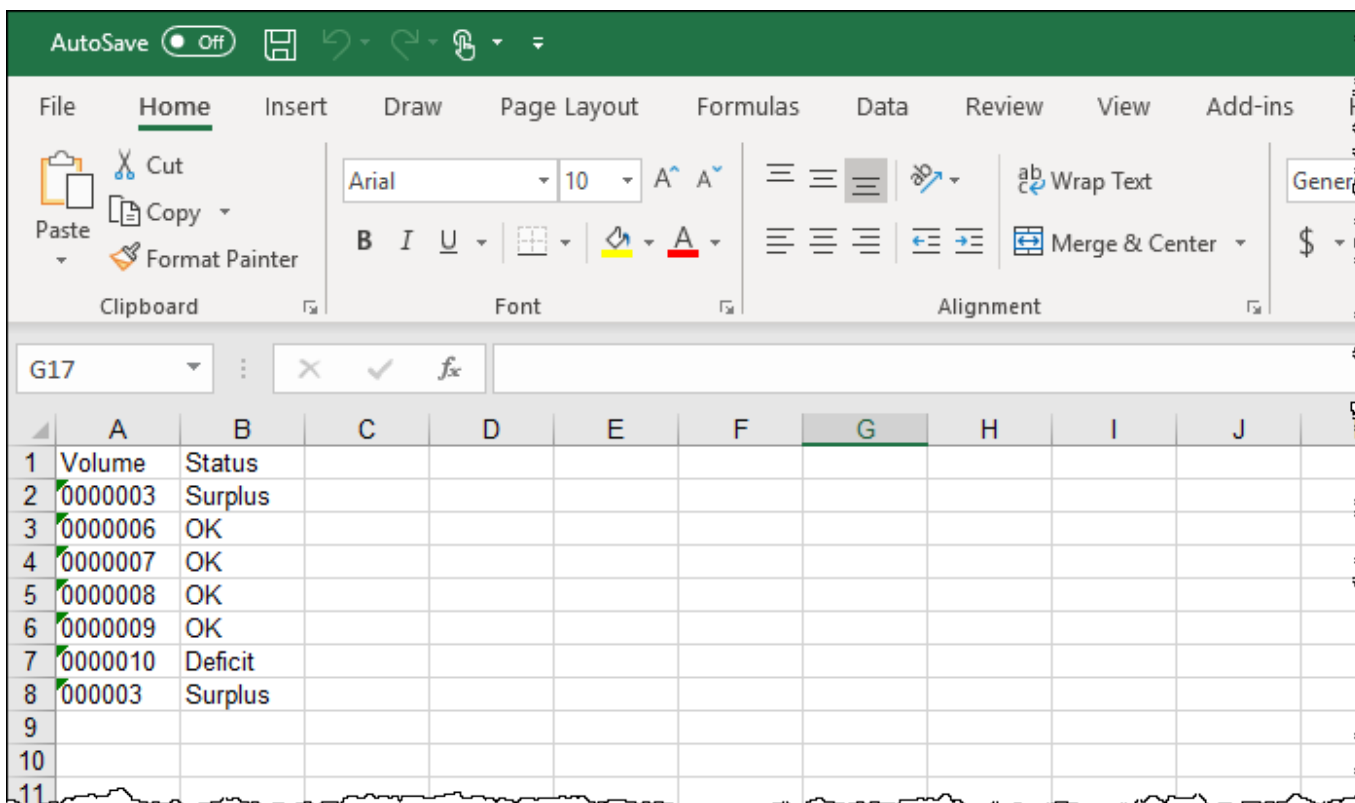 AutoSave Off
File Home Insert Draw Page Layout Formulas Data Review View Add-ins
Paste
Cut
Copy
Format Painter
Clipboard
Arial 10 A A
B I U A
Font
ab
c Wrap Text
Merge & Center
Alignment
$
G17 fx
A B C D E F G H I J
1 Volume Status
2 0000003 Surplus
3 0000006 OK
4 0000007 OK
5 0000008 OK
6 0000009 OK
7 0000010 Deficit
8 000003 Surplus
9
10
11